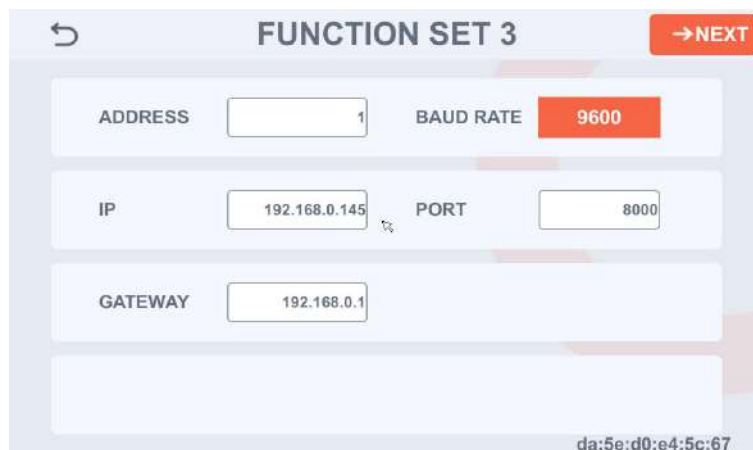 FUNCTION SET 3
→NEXT
ADDRESS 1 BAUD RATE 9600
IP 192.168.0.145 PORT 8000
GATEWAY 192.168.0.1
da:5e:d0:e4:5c:67